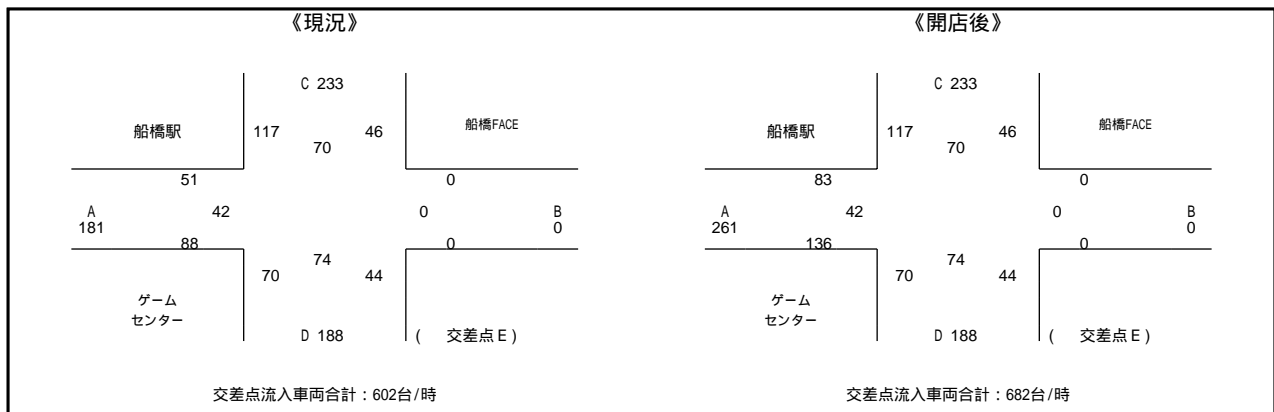 《現況》
C 233
船橋駅
117
46
船橋FACE
70
51
0
A
181
42
0
B
0
88
0
70
74
44
ゲーム
センター
D 188
( 交差点E)
交差点流入車両合計：602台/時
《開店後》
C 233
船橋駅
117
46
船橋FACE
70
83
0
A
261
42
0
B
0
136
0
70
74
44
ゲーム
センター
D 188
( 交差点E)
交差点流入車両合計：682台/時